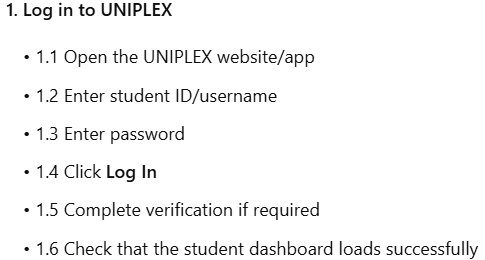 1. Log in to UNIPLEX
• 1.1 Open the UNIPLEX website/app
• 1.2 Enter student ID/username
• 1.3 Enter password
• 1.4 Click Log In
• 1.5 Complete verification if required
• 1.6 Check that the student dashboard loads successfully